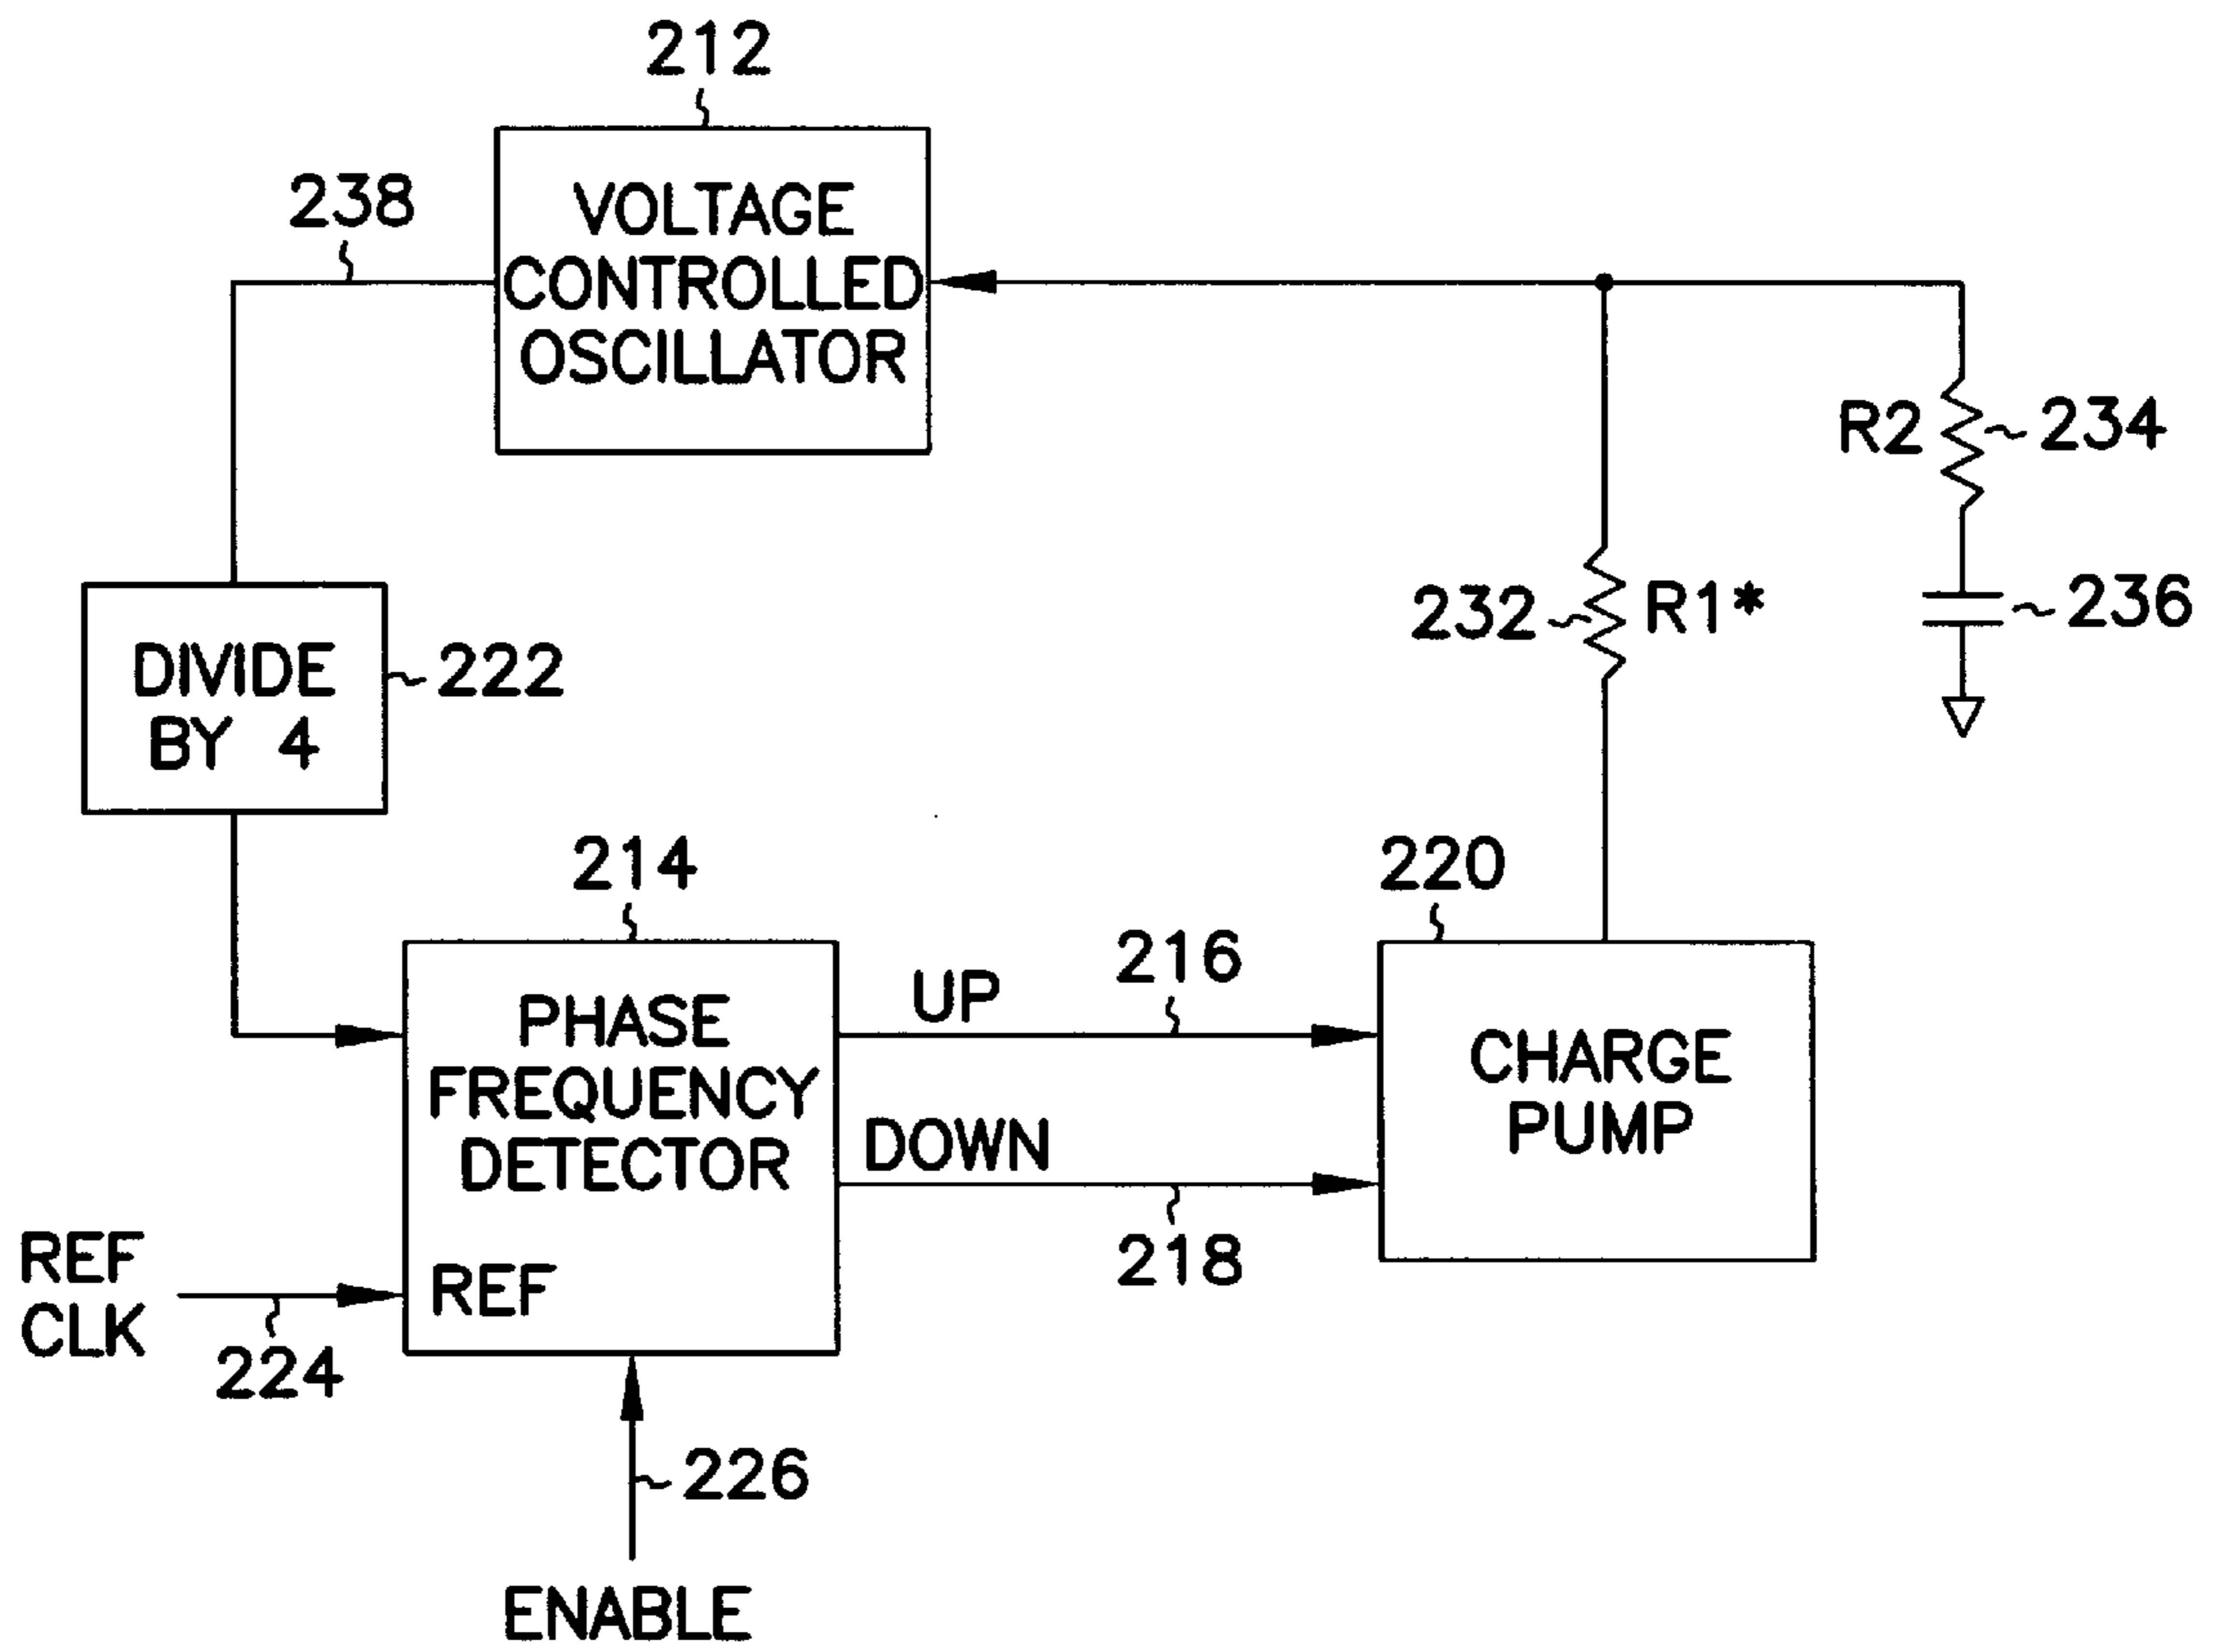 212
238
VOLTAGE
CONTROLLED
OSCILLATOR
R2
234
232
R1*
236
DIVIDE
BY 4
222
214
220
216
UP
PHASE
FREQUENCY
DETECTOR
CHARGE
PUMP
DOWN
218
REF
CLK
REF
224
226
ENABLE